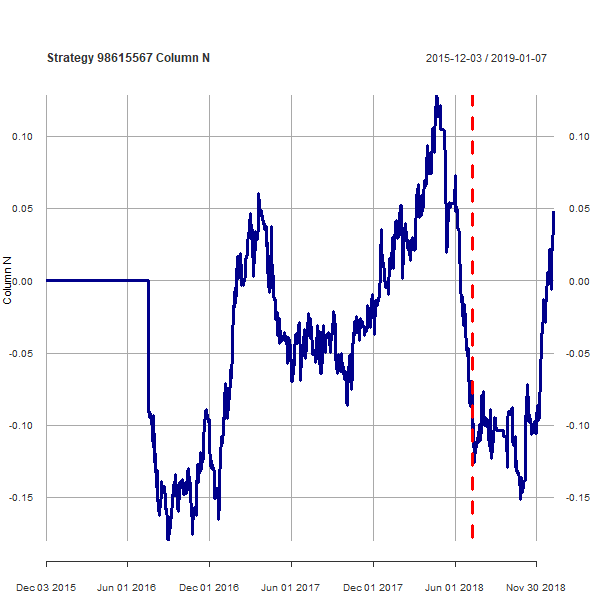 Strategy 98615567 Column N
2015-12-03 / 2019-01-07
0.10 0.10
0.05 0.05
0.00 0.00
Column N
-0.05 -0.05
-0.10 -0.10
-0.15 -0.15
Dec 03 2015 Jun 01 2016 Dec 01 2016 Jun 01 2017 Dec 01 2017 Jun 01 2018 Nov 30 2018